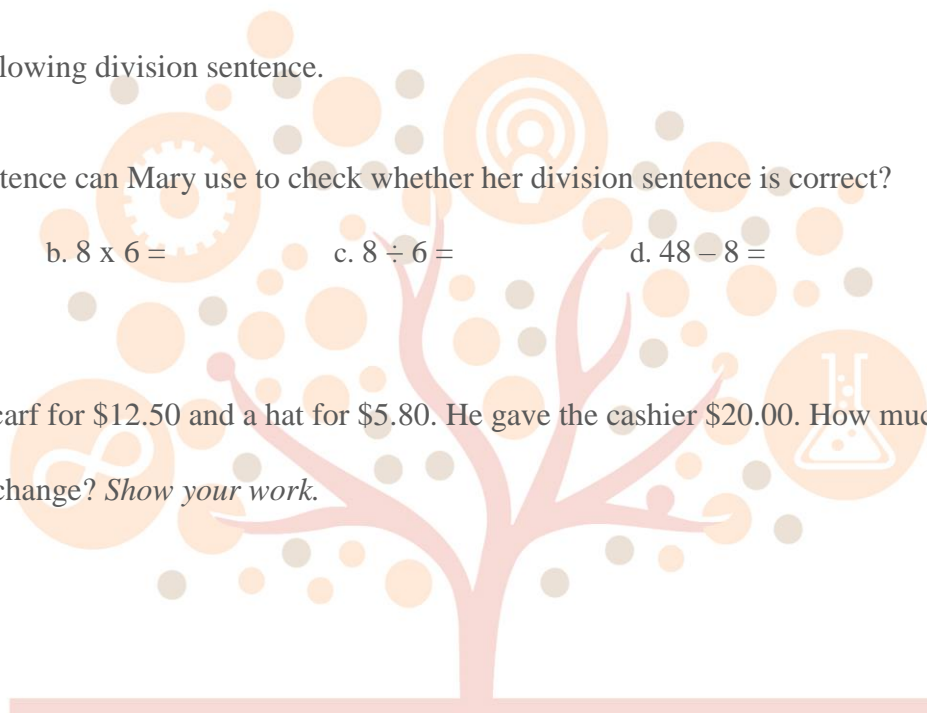 lowing division sentence.
tence can Mary use to check whether her division sentence is correct?
b. 8 x 6 = c. 8 ÷ 6 = d. 48 – 8 =
carf for $12.50 and a hat for $5.80. He gave the cashier $20.00. How muc
change? Show your work.